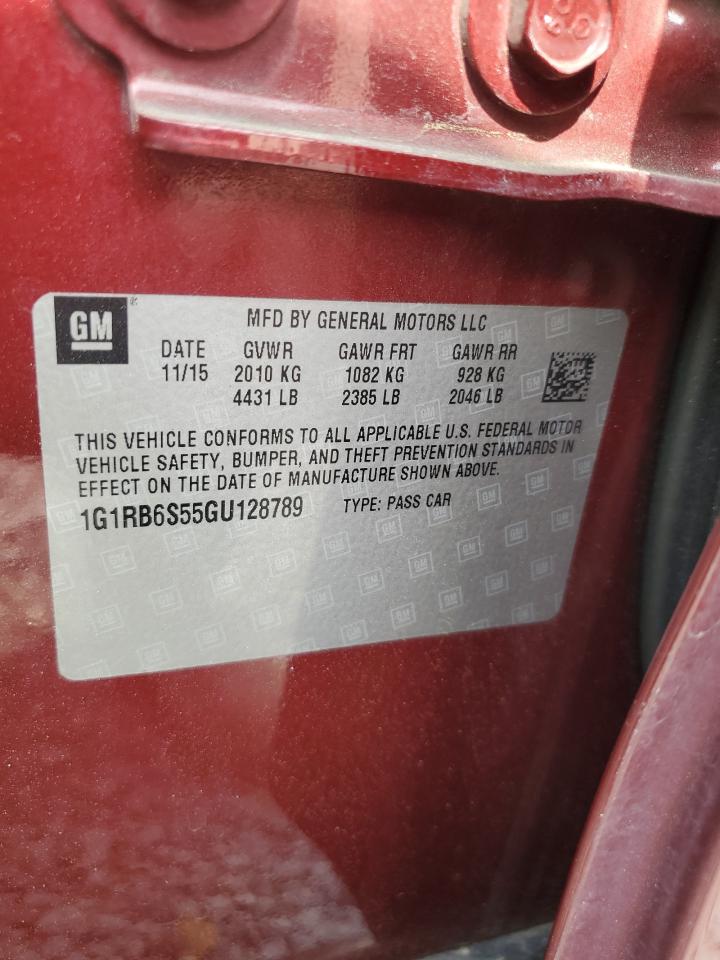 GM
MFD BY GENERAL MOTORS LLC
DATE GVWR GAWR FRT GAWR RR
11/15 2010 KG 1082 KG 928 KG
4431 LB 2385 LB 2046 LB
THIS VEHICLE CONFORMS TO ALL APPLICABLE U.S. FEDERAL MOTOR
VEHICLE SAFETY, BUMPER, AND THEFT PREVENTION STANDARDS IN
EFFECT ON THE DATE OF MANUFACTURE SHOWN ABOVE.
1G1RB6S55GU128789 TYPE: PASS CAR